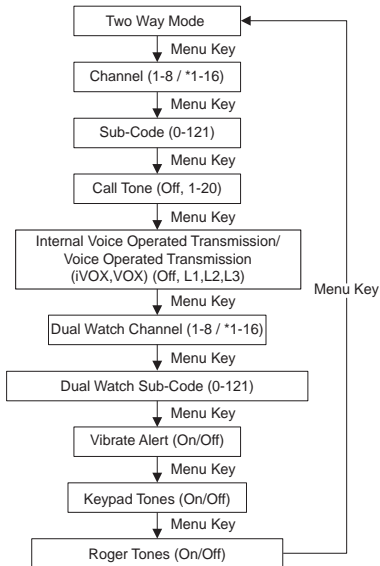 Two Way Mode
Menu Key
Channel (1-8 / *1-16)
Menu Key
Sub-Code (0-121)
Menu Key
Call Tone (Off, 1-20)
Menu Key
Internal Voice Operated Transmission/
Voice Operated Transmission
(iVOX,VOX) (Off, L1,L2,L3)
Menu Key
Menu Key
Dual Watch Channel (1-8 / *1-16)
Menu Key
Dual Watch Sub-Code (0-121)
Menu Key
Vibrate Alert (On/Off)
Menu Key
Keypad Tones (On/Off)
Menu Key
Roger Tones (On/Off)